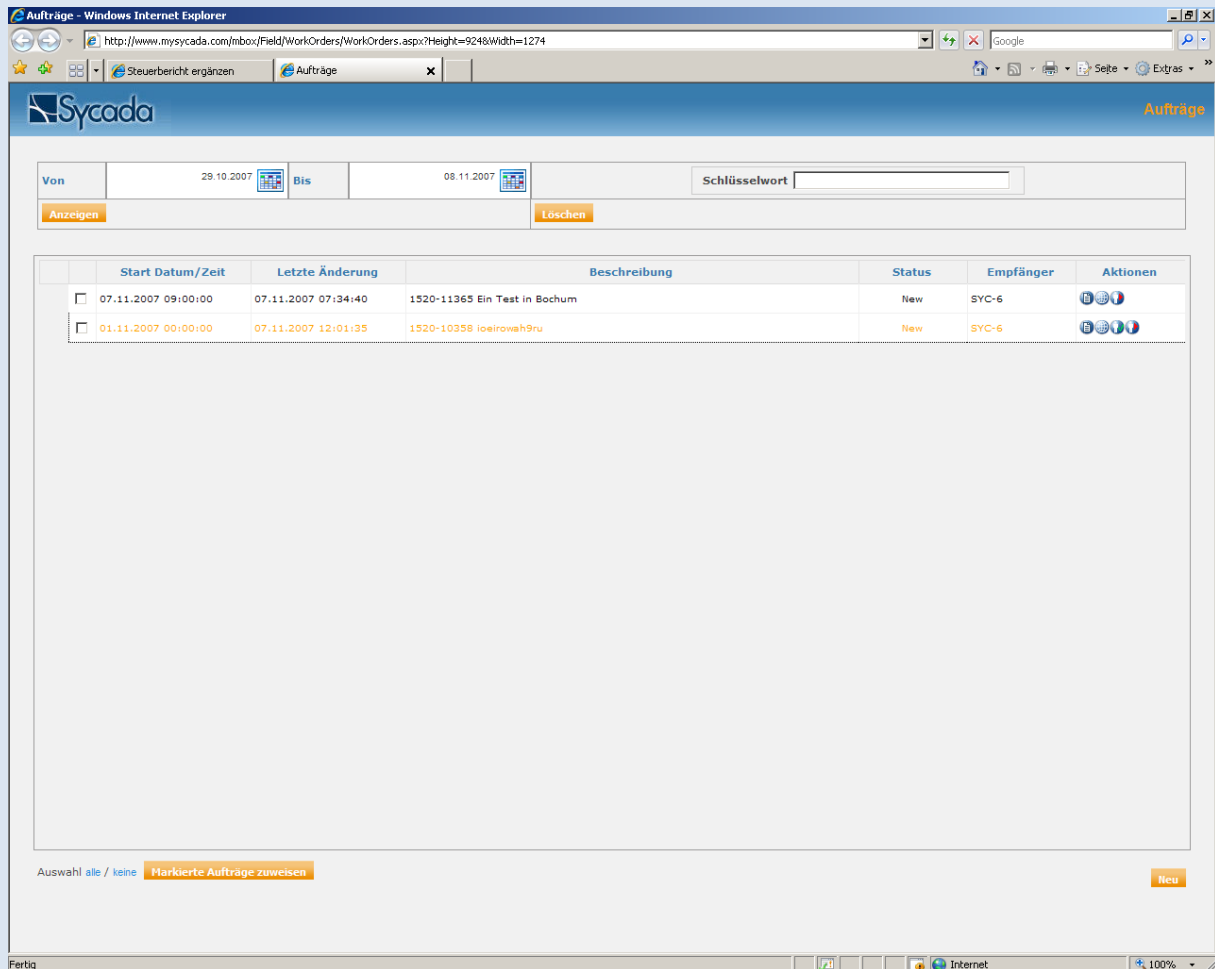 Aufträge - Windows Internet Explorer
http://www.mysycada.com/mbox/Field/WorkOrders/WorkOrders.aspx?Height=924&Width=1274 Google
Steuerbericht ergänzen Aufträge Seite Extras »
Sycada Aufträge
Von 29.10.2007 Bis 08.11.2007 Schlüsselwort
Anzeigen Löschen
Start Datum/Zeit Letzte Änderung Beschreibung Status Empfänger Aktionen
07.11.2007 09:00:00 07.11.2007 07:34:40 1520-11365 Ein Test in Bochum New SYC-6
01.11.2007 00:00:00 07.11.2007 12:01:35 1520-10358 ioeirowah9ru New SYC-6
Auswahl alle / keine Markierte Aufträge zuweisen
Neu
Fertig Internet 100%